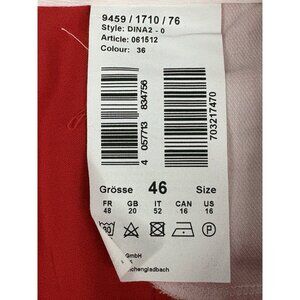 9459 / 1710 / 76
Style: DINA2 - 0
Article: 061512
Colour: 36
4 057713 834756
703217470
Grösse 46 Size
FR GB IT CAN US
48 20 52 16 16
GmbH
chengladbach